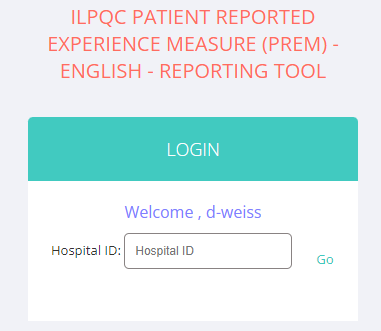 ILPQC PATIENT REPORTED
EXPERIENCE MEASURE (PREM) -
ENGLISH - REPORTING TOOL
LOGIN
Welcome , d-weiss
Hospital ID: Hospital ID Go